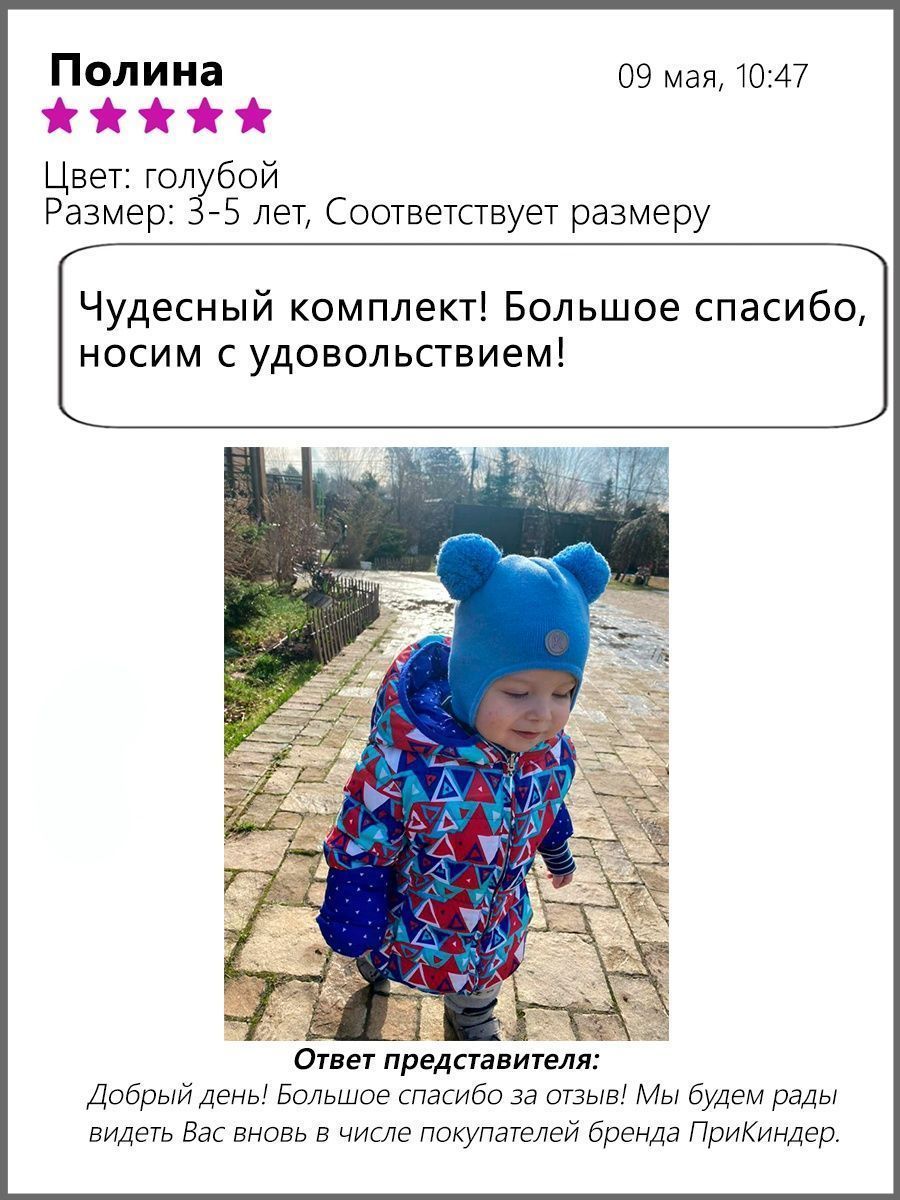 Полина
09 мая, 10:47
Цвет: голубой
Размер: 3-5 лет, Соответствует размеру
Чудесный комплект! Большое спасибо,
носим с удовольствием!
Ответ представителя:
Добрый день! Большое спасибо за отзыв! Мы будем рады
видеть Вас вновь в числе покупателей бренда ПриКиндер.